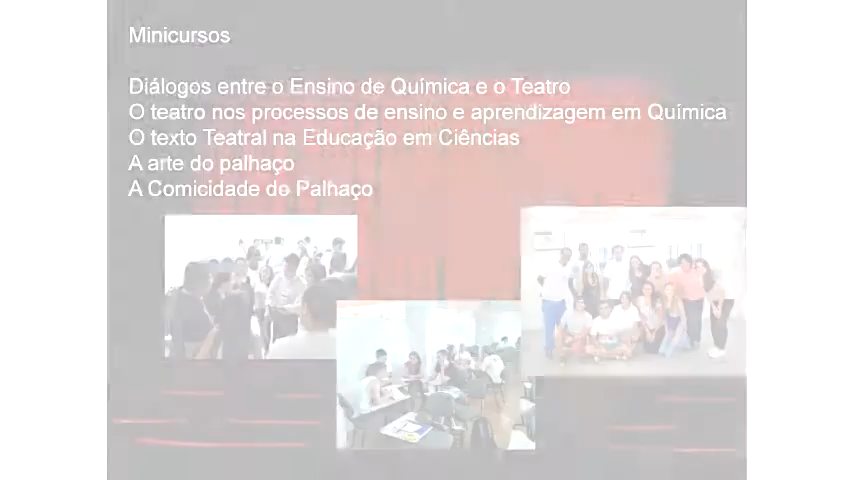 Minicursos
Diálogos entre o Ensino de Química e o Teatro
O teatro nos processos de ensino e aprendizagem em Química
O texto Teatral na Educação em Ciências
A arte do palhaço
A Comicidade do Palhaço